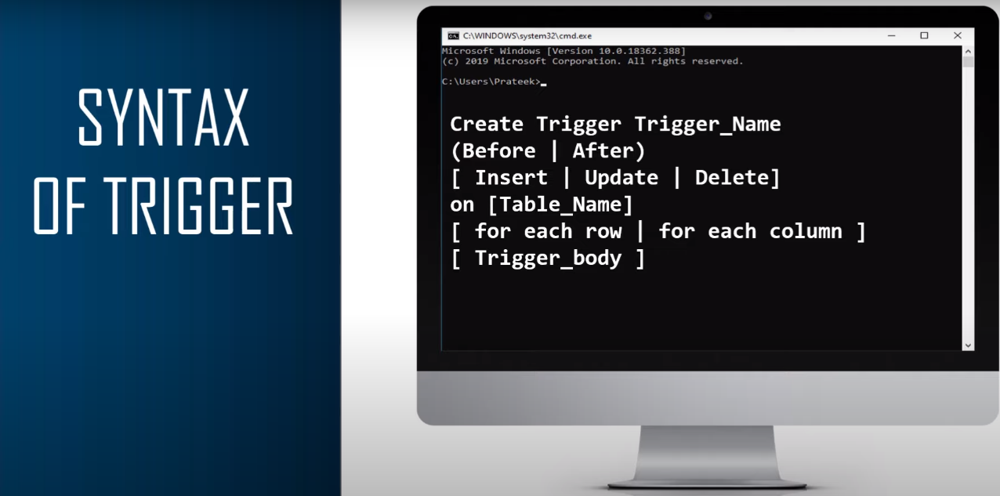 SYNTAX
OF TRIGGER
C:\WINDOWS\system32\cmd.exe
Microsoft Windows [Version 10.0.18362.388]
(c) 2019 Microsoft Corporation. All rights reserved.
C:\Users\Prateek>_
Create Trigger Trigger_Name
(Before | After)
[ Insert | Update | Delete]
on [Table_Name]
[ for each row | for each column ]
[ Trigger_body ]